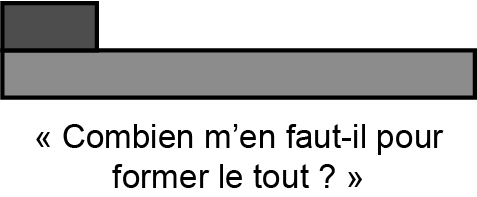 « Combien m’en faut-il pour
former le tout ? »